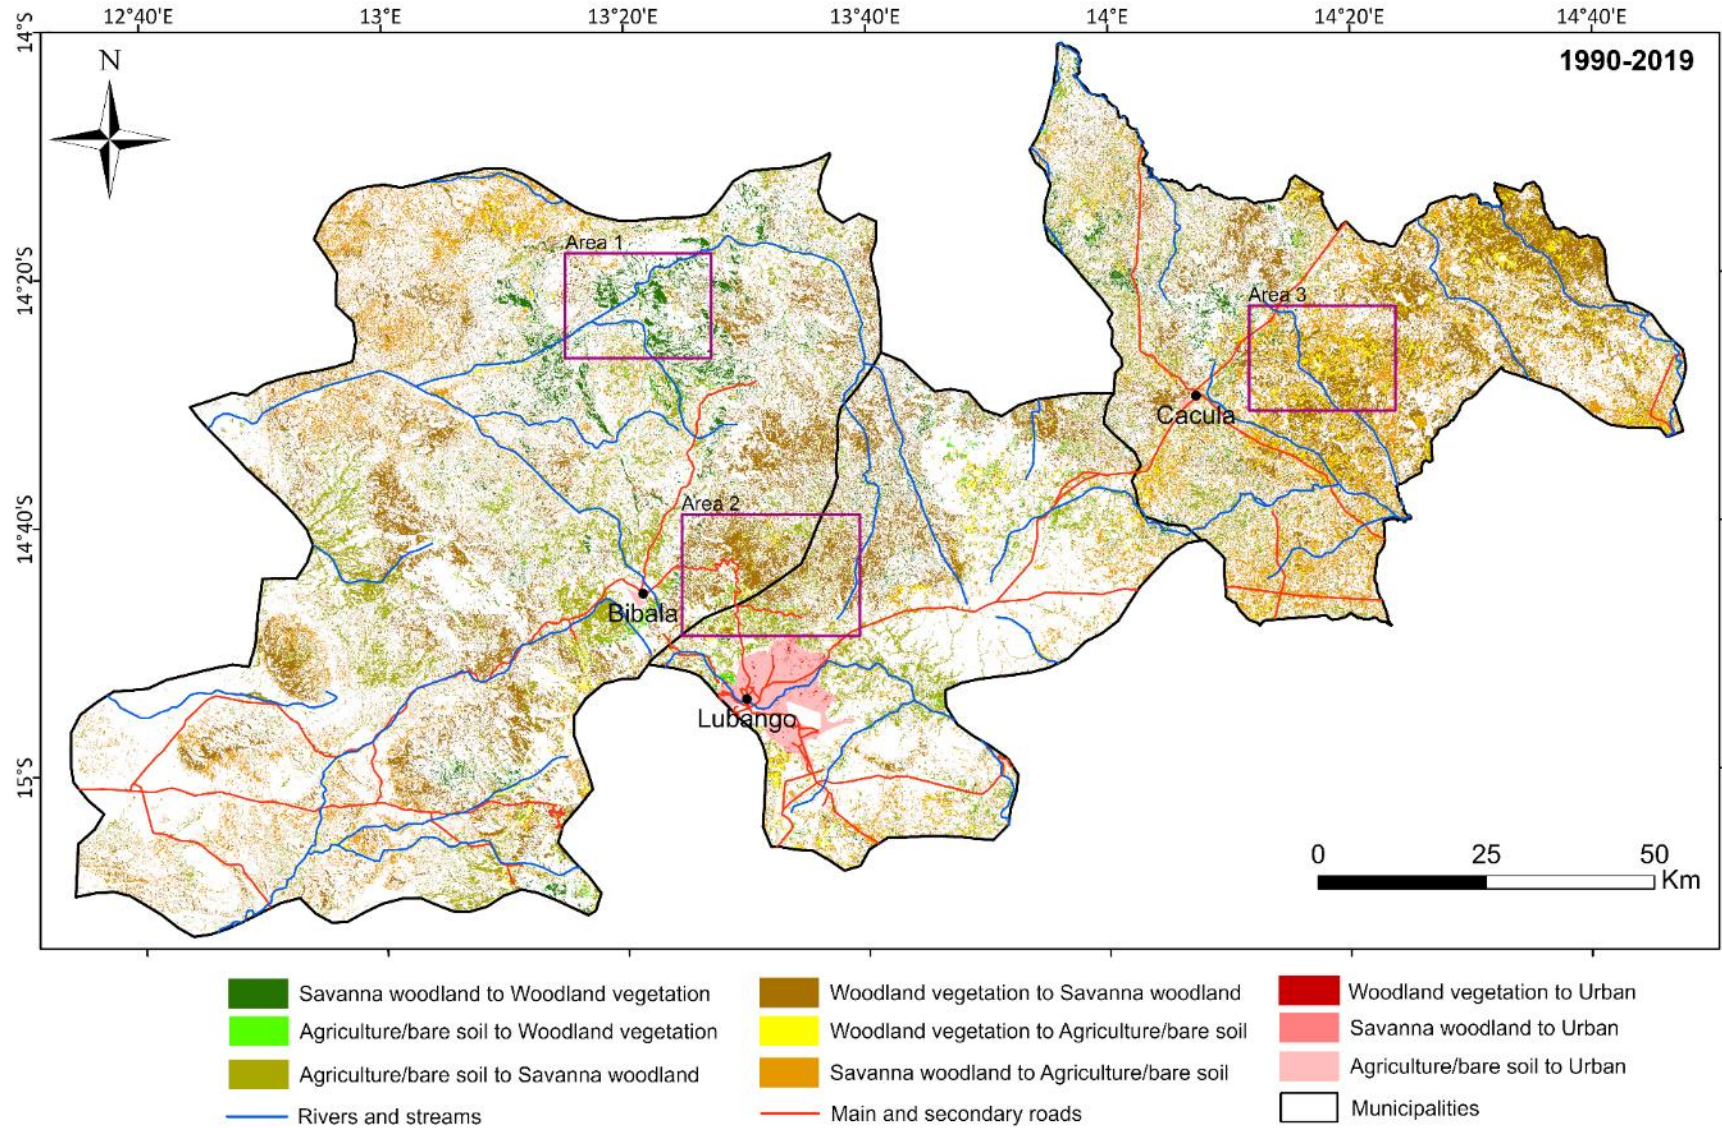 12°40'E 13°E 13°20'E 13°40'E 14°E 14°20'E 14°40'E
14°S
1990-2019
N
Area 1
14°20'S
Area 3
Cacula
Area 2
14°40'S
Bibala
Lubango
15°S
0 25 50
Km
Savanna woodland to Woodland vegetation
Woodland vegetation to Savanna woodland
Woodland vegetation to Urban
Agriculture/bare soil to Woodland vegetation
Woodland vegetation to Agriculture/bare soil
Savanna woodland to Urban
Agriculture/bare soil to Savanna woodland
Savanna woodland to Agriculture/bare soil
Agriculture/bare soil to Urban
Rivers and streams
Main and secondary roads
Municipalities